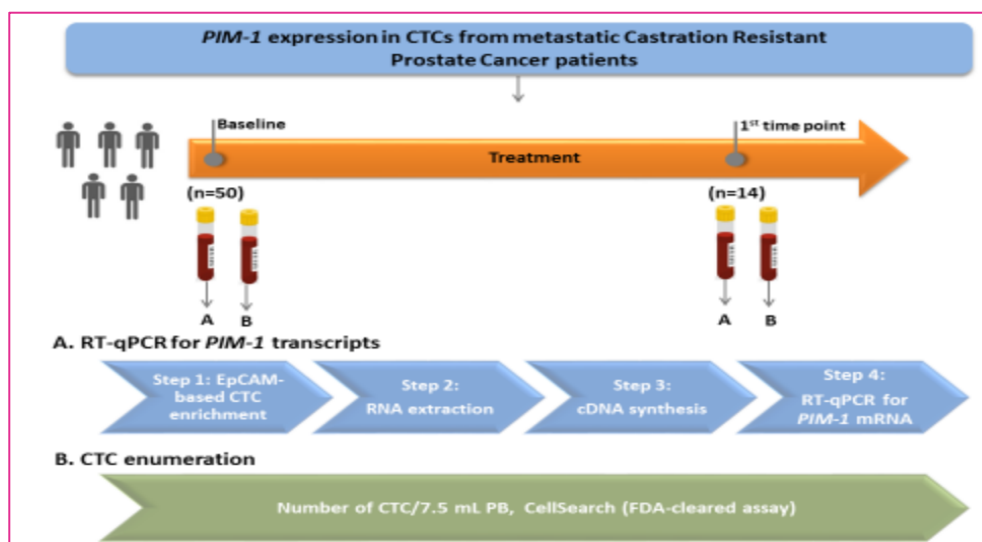 PIM-1 expression in CTCs from metastatic Castration Resistant
Prostate Cancer patients
Baseline
1st time point
Treatment
(n=50)
(n=14)
A
B
A
B
A. RT-qPCR for PIM-1 transcripts
Step 1: EpCAM-
based CTC
enrichment
Step 2:
RNA extraction
Step 3:
cDNA synthesis
Step 4:
RT-qPCR for
PIM-1 mRNA
B. CTC enumeration
Number of CTC/7.5 mL PB, CellSearch (FDA-cleared assay)